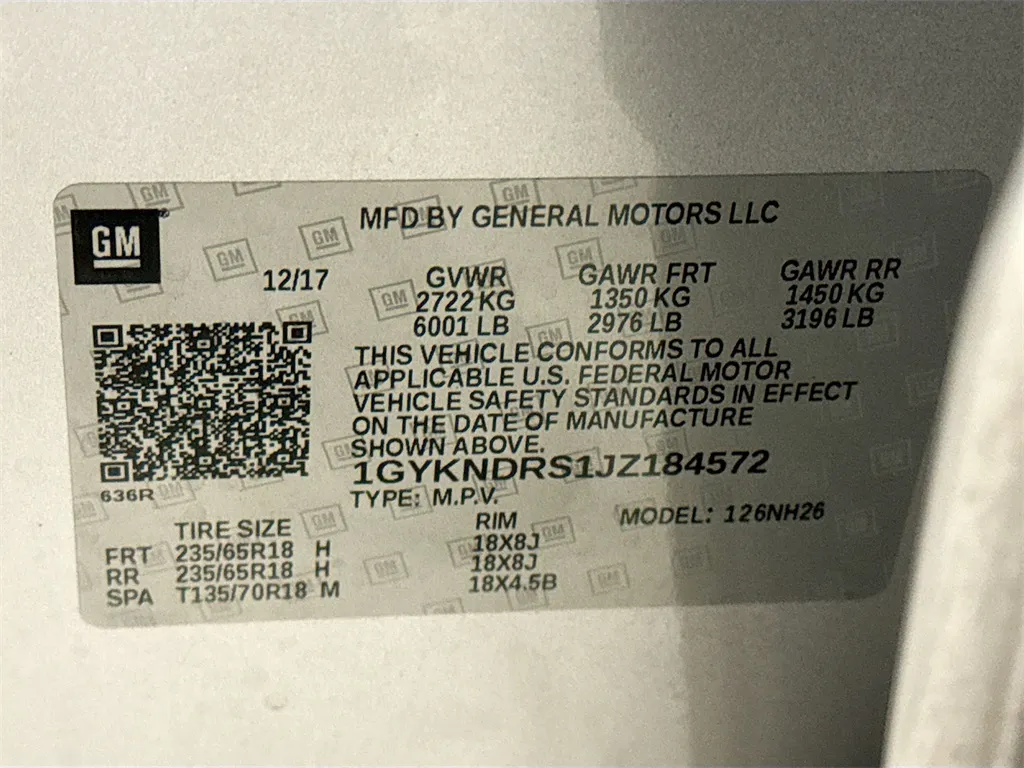 GM
MFD BY GENERAL MOTORS LLC
12/17 GVWR GAWR FRT GAWR RR
2722 KG 1350 KG 1450 KG
6001 LB 2976 LB 3196 LB
THIS VEHICLE CONFORMS TO ALL
APPLICABLE U.S. FEDERAL MOTOR
VEHICLE SAFETY STANDARDS IN EFFECT
ON THE DATE OF MANUFACTURE
SHOWN ABOVE.
1GYKNDRS1JZ184572
636R
TYPE: M.P.V.
TIRE SIZE RIM MODEL: 126NH26
FRT 235/65R18 H 18X8J
RR 235/65R18 H 18X8J
SPA T135/70R18 M 18X4.5B